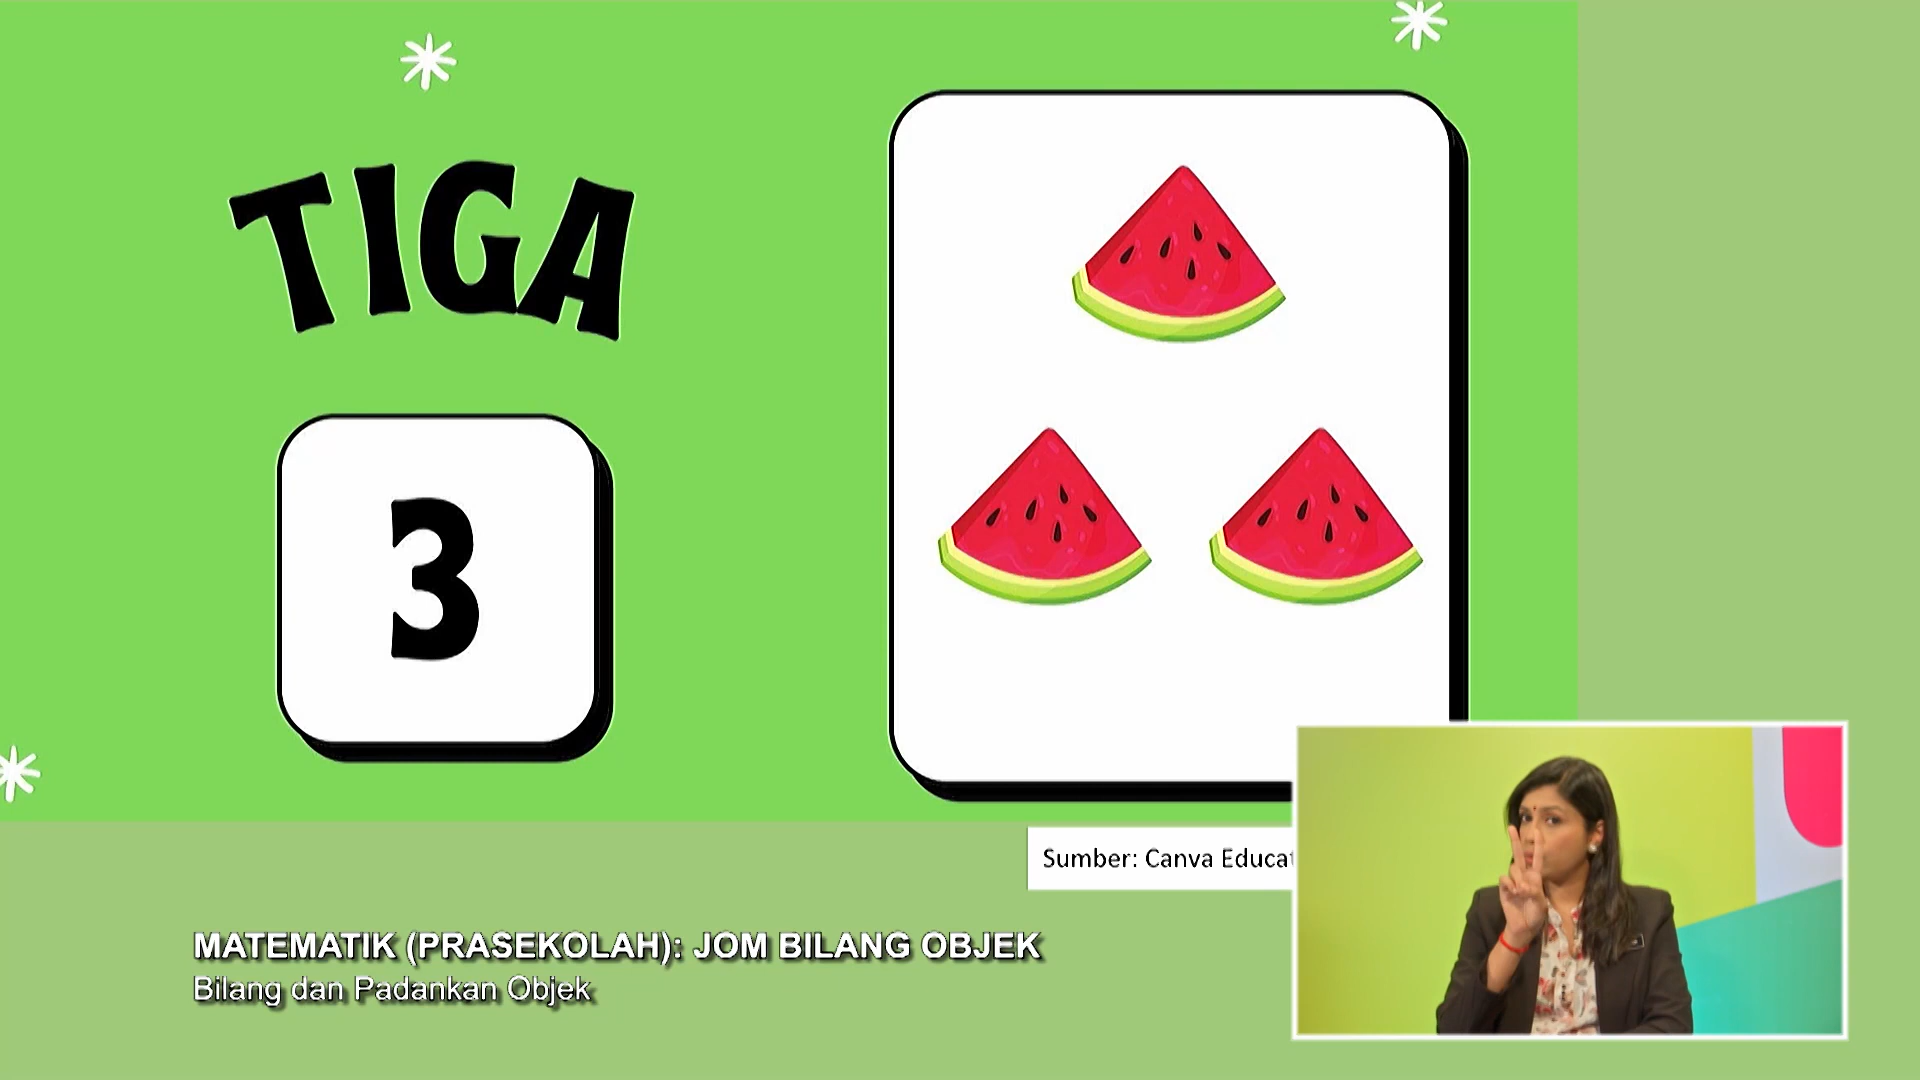 TIGA
3
Sumber: Canva
MATEMATIK (PRASEKOLAH): JOM BILANG OBJEK
Bilang dan Padankan Objek